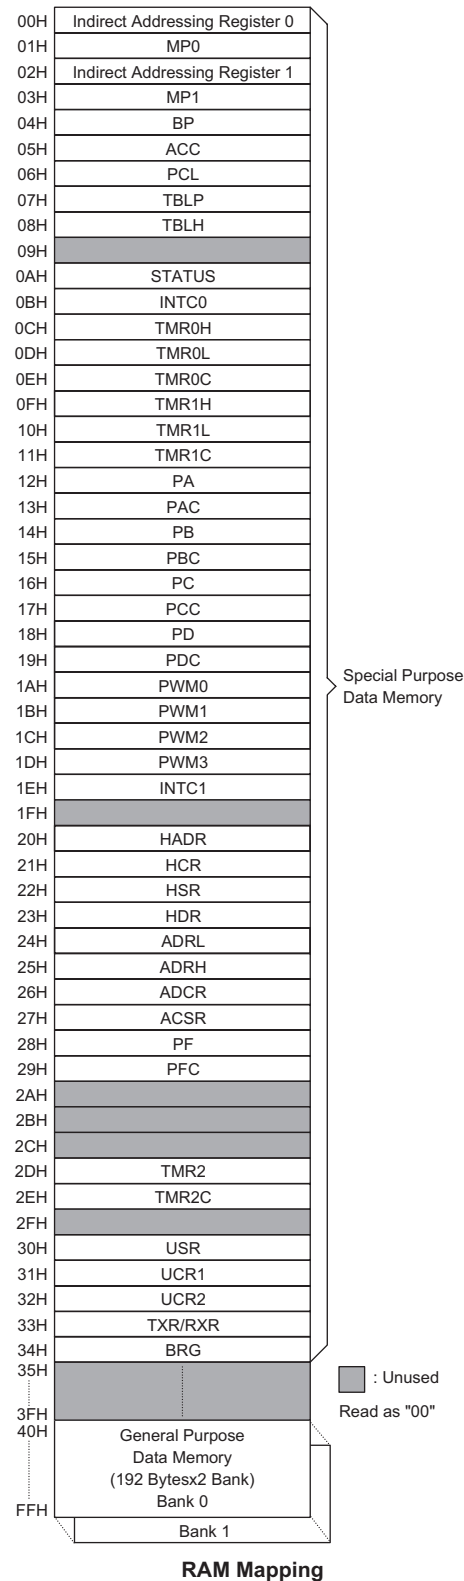 00H Indirect Addressing Register 0
01H MP0
02H Indirect Addressing Register 1
03H MP1
04H BP
05H ACC
06H PCL
07H TBLP
08H TBLH
09H
0AH STATUS
0BH INTC0
0CH TMR0H
0DH TMR0L
0EH TMR0C
0FH TMR1H
10H TMR1L
11H TMR1C
12H PA
13H PAC
14H PB
15H PBC
16H PC
17H PCC
18H PD
19H PDC
1AH PWM0
1BH PWM1
1CH PWM2
1DH PWM3
1EH INTC1
1FH
20H HADR
21H HCR
22H HSR
23H HDR
24H ADRL
25H ADRH
26H ADCR
27H ACSR
28H PF
29H PFC
2AH
2BH
2CH
2DH TMR2
2EH TMR2C
2FH
30H USR
31H UCR1
32H UCR2
33H TXR/RXR
34H BRG
35H
3FH
40H
General Purpose
Data Memory
(192 Bytesx2 Bank)
Bank 0
FFH
Bank 1
Special Purpose
Data Memory
: Unused
Read as "00"
RAM Mapping